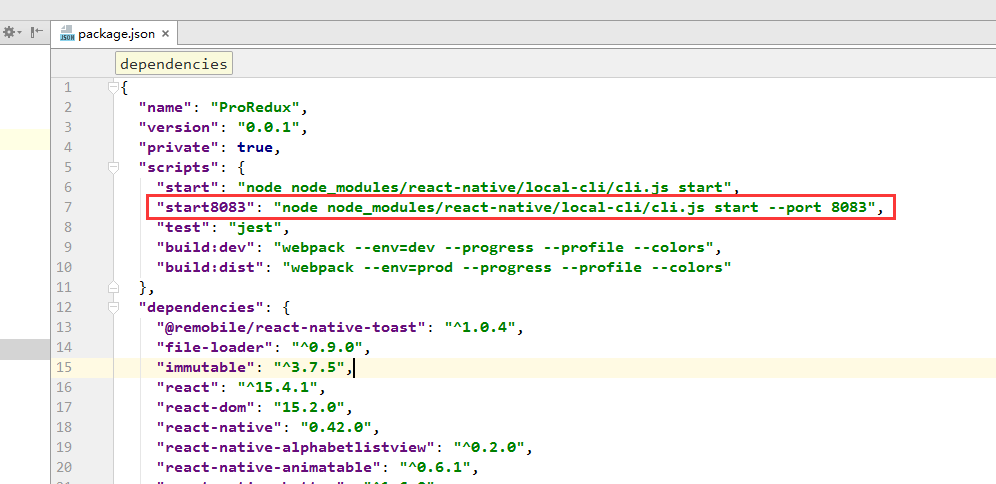 JSON package.json ×
dependencies
1 {
2 "name": "ProRedux",
3 "version": "0.0.1",
4 "private": true,
5 "scripts": {
6 "start": "node node_modules/react-native/local-cli/cli.js start",
7 "start8083": "node node_modules/react-native/local-cli/cli.js start --port 8083",
8 "test": "jest",
9 "build:dev": "webpack --env=dev --progress --profile --colors",
10 "build:dist": "webpack --env=prod --progress --profile --colors"
11 },
12 "dependencies": {
13 "@remobile/react-native-toast": "^1.0.4",
14 "file-loader": "^0.9.0",
15 "immutable": "^3.7.5",
16 "react": "^15.4.1",
17 "react-dom": "15.2.0",
18 "react-native": "0.42.0",
19 "react-native-alphabetlistview": "^0.2.0",
20 "react-native-animatable": "^0.6.1",